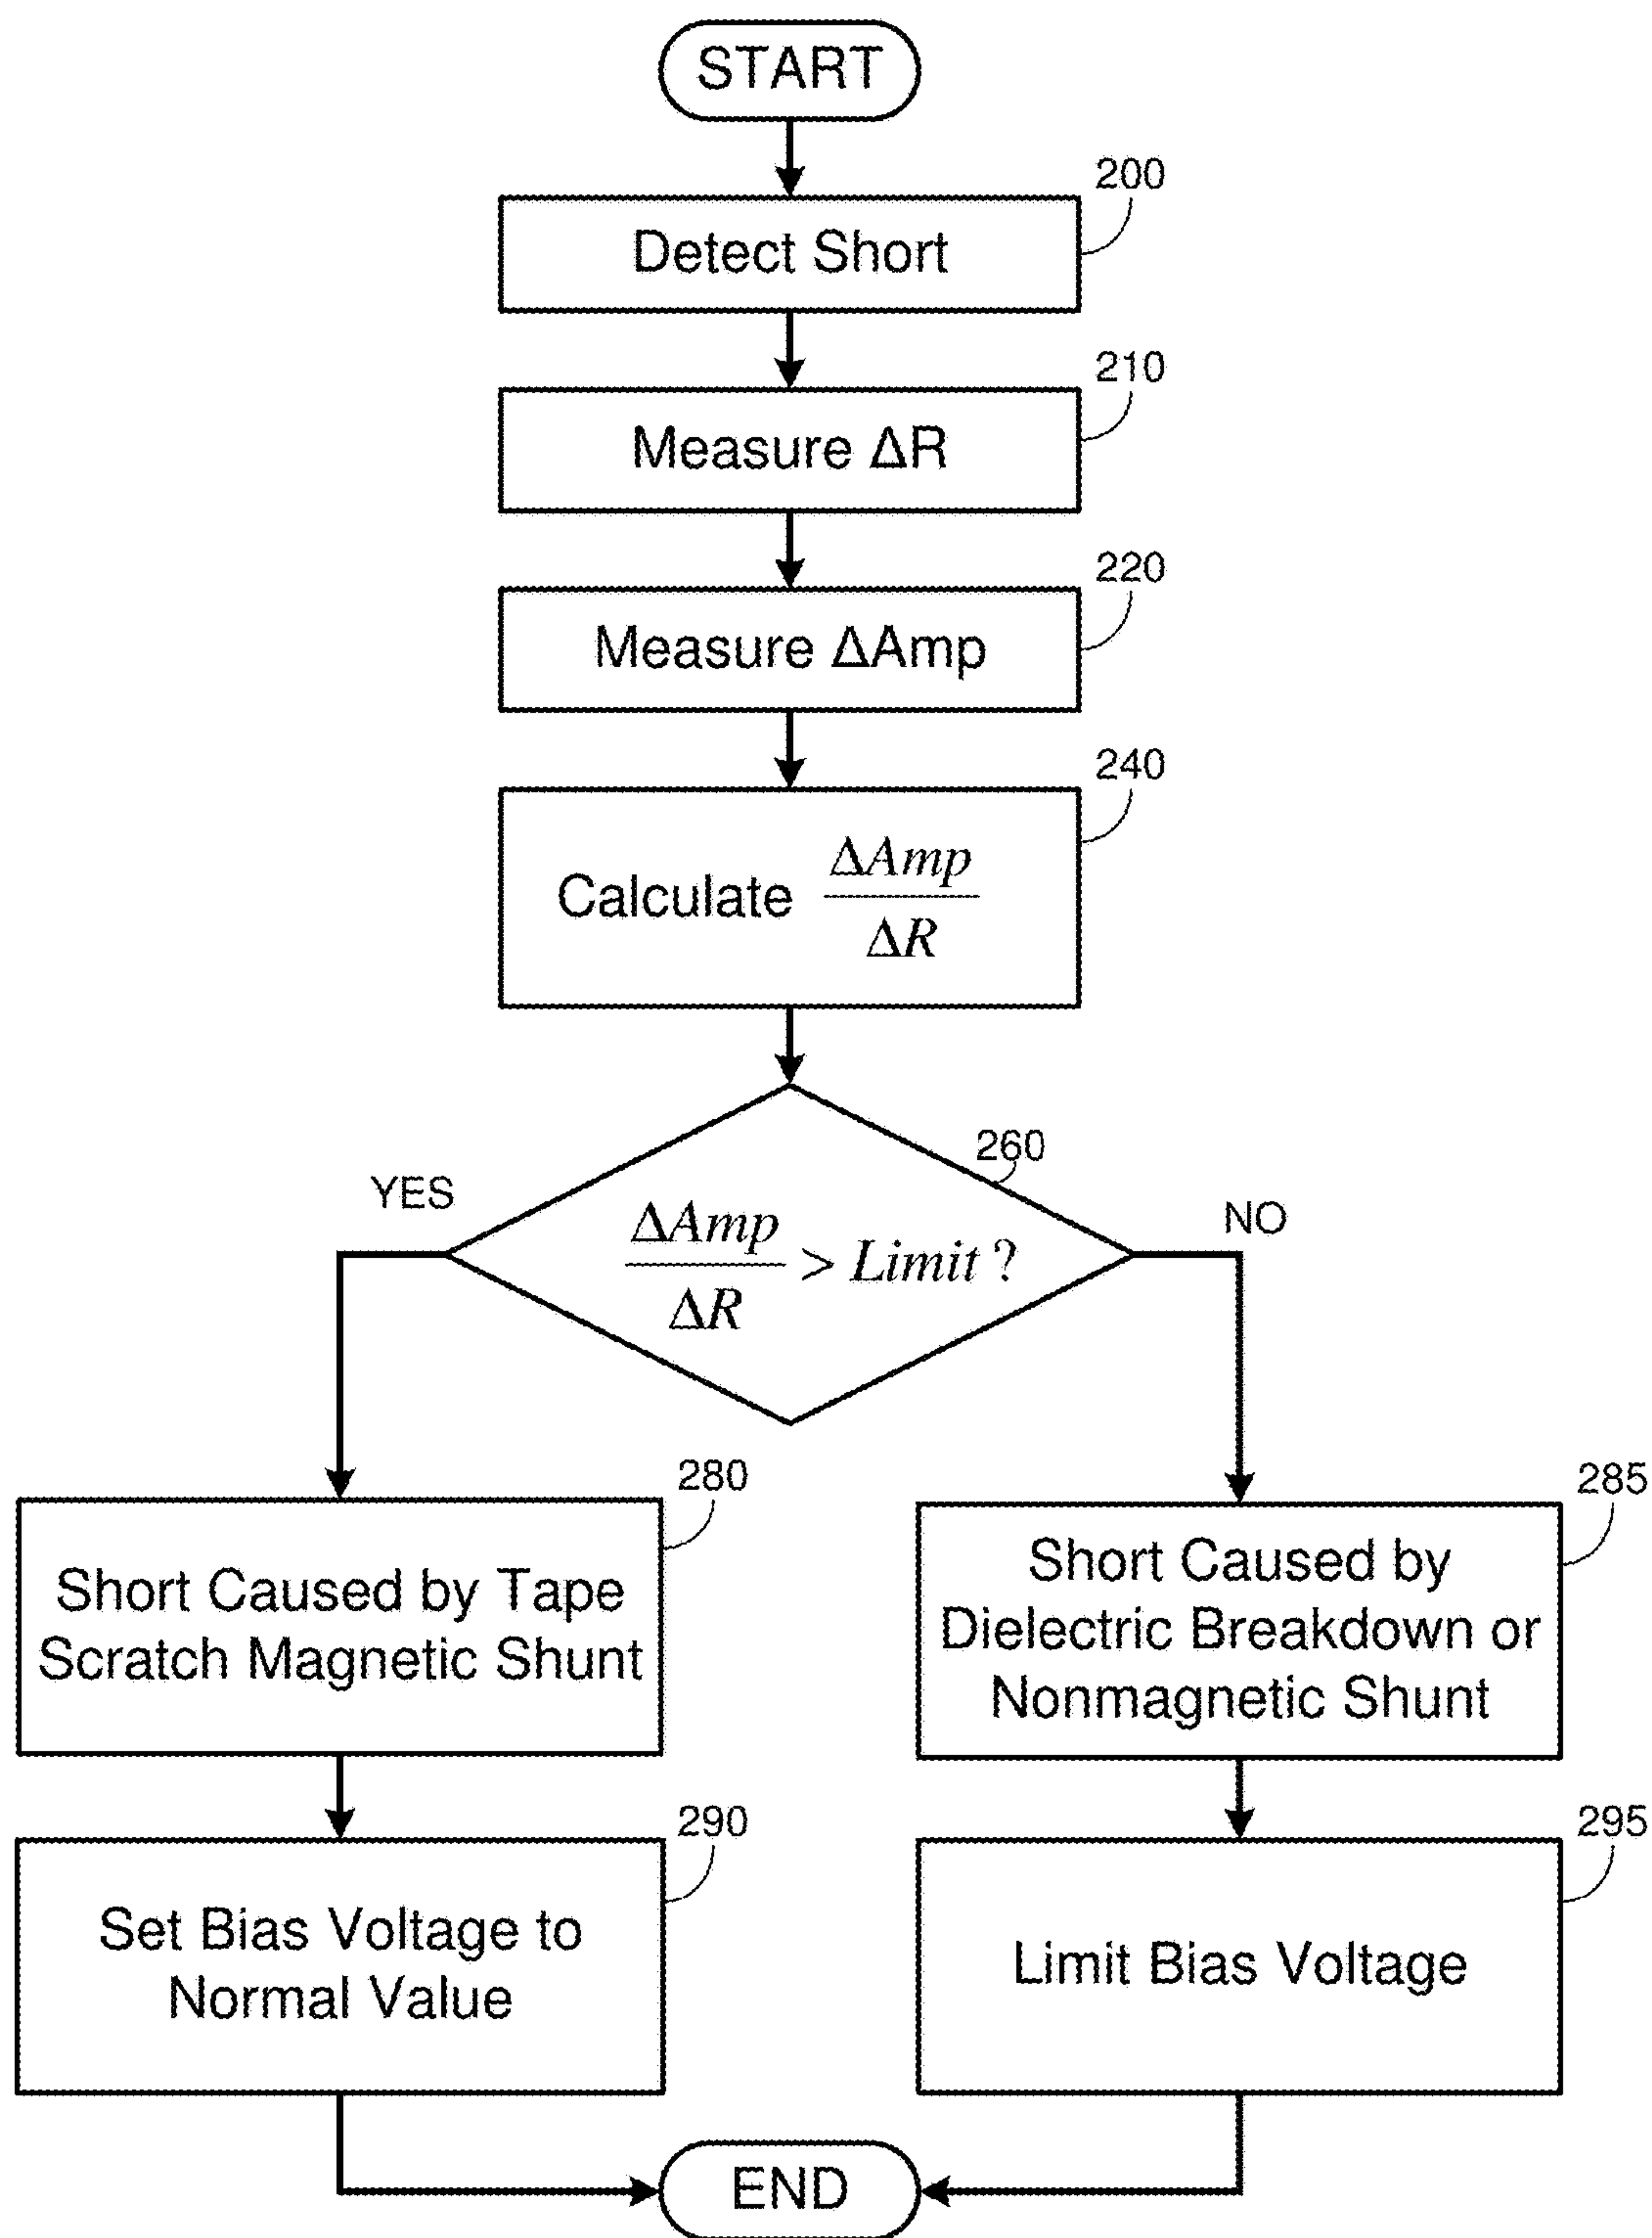 START
200
Detect Short
210
Measure ΔR
220
Measure ΔAmp
240
Calculate ΔAmp
ΔR
260
YES
NO
ΔAmp
ΔR
> Limit ?
280
Short Caused by Tape
Scratch Magnetic Shunt
285
Short Caused by
Dielectric Breakdown or
Nonmagnetic Shunt
290
Set Bias Voltage to
Normal Value
295
Limit Bias Voltage
END